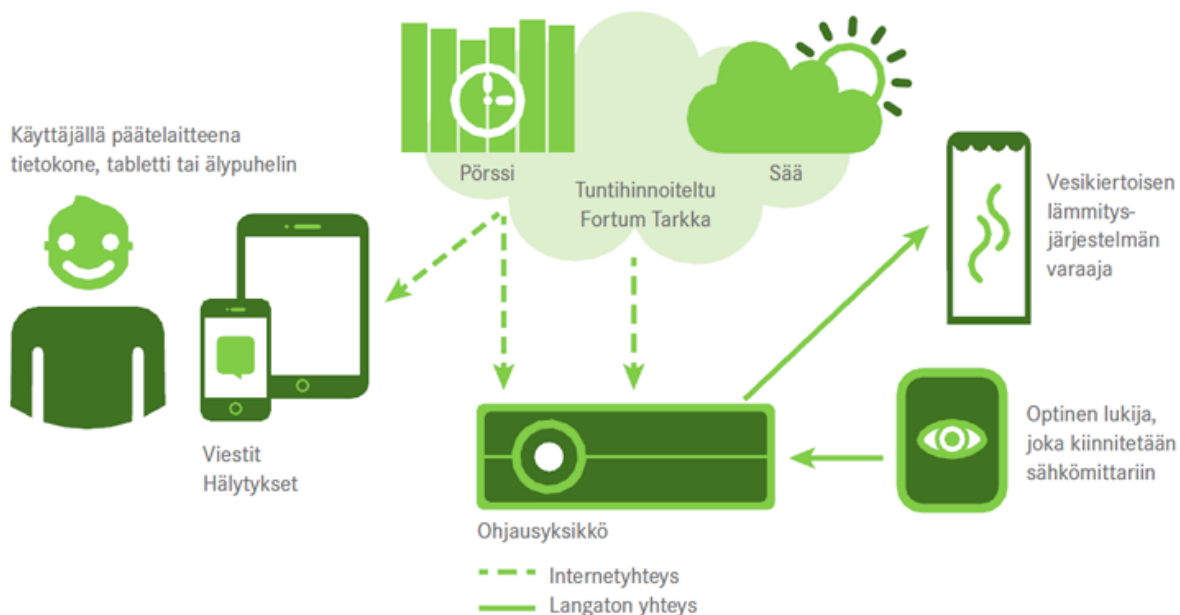 Käyttäjällä päätelaitteena
tietokone, tabletti tai älypuhelin
Pörssi
Sää
Tuntihinnoiteltu
Fortum Tarkka
Vesikiertoisen
lämmitys-
järjestelmän
varaaja
Viestit
Hälytykset
Optinen lukija,
joka kiinnitetään
sähkömittariin
Ohjausyksikkö
Internetyhteys
Langaton yhteys